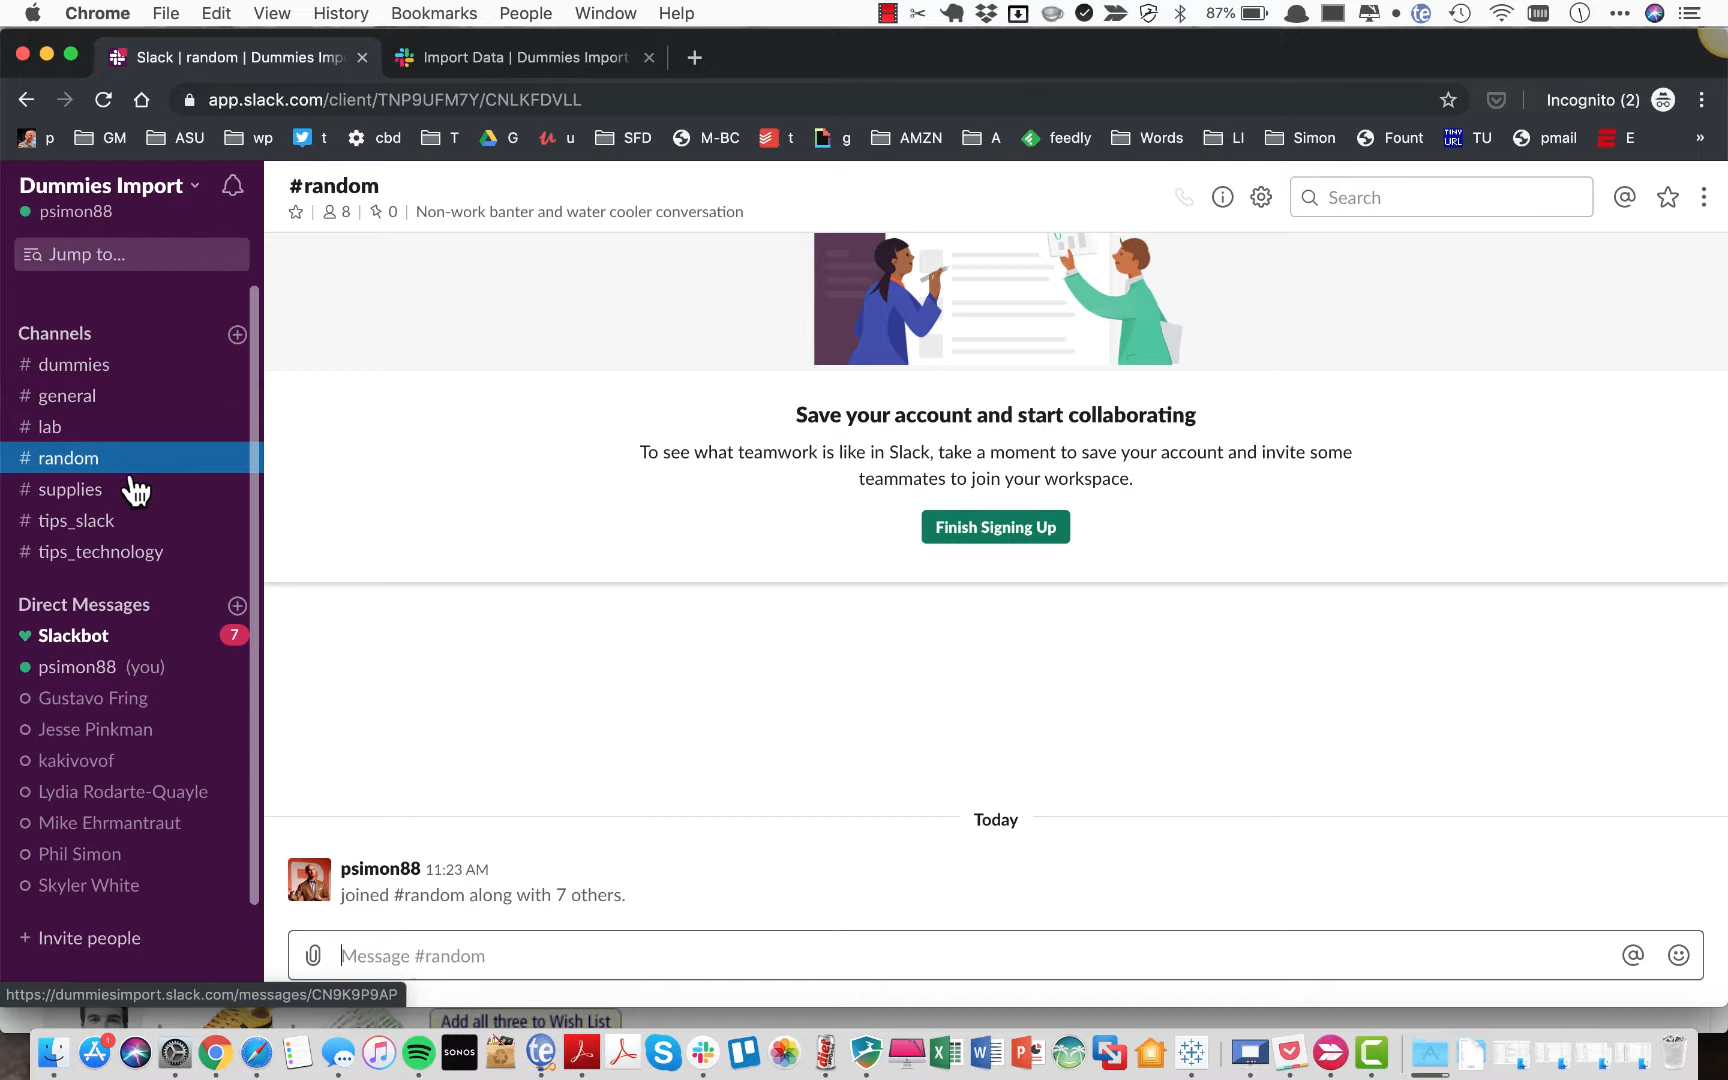 Chrome File Edit View History Bookmarks People Window Help 87%
Slack | random | Dummies Imp
Import Data | Dummies Import
app.slack.com/client/TNP9UFM7Y/CNLKFDVLL
Incognito (2)
p GM ASU wp t cbd T G u SFD M-BC t g AMZN A feedly Words LI Simon Fount TU pmail E »
Dummies Import
psimon88
Jump to...
Channels
# dummies
# general
# lab
# random
# supplies
# tips_slack
# tips_technology
Direct Messages
Slackbot 7
psimon88 (you)
Gustavo Fring
Jesse Pinkman
kakivovof
Lydia Rodarte-Quayle
Mike Ehrmantraut
Phil Simon
Skyler White
+ Invite people
https://dummiesimport.slack.com/messages/CN9K9P9AP
#random
8 | 0 | Non-work banter and water cooler conversation
Search
Save your account and start collaborating
To see what teamwork is like in Slack, take a moment to save your account and invite some
teammates to join your workspace.
Finish Signing Up
Today
psimon88 11:23 AM
joined #random along with 7 others.
Message #random
Add all three to Wish List
SONOS